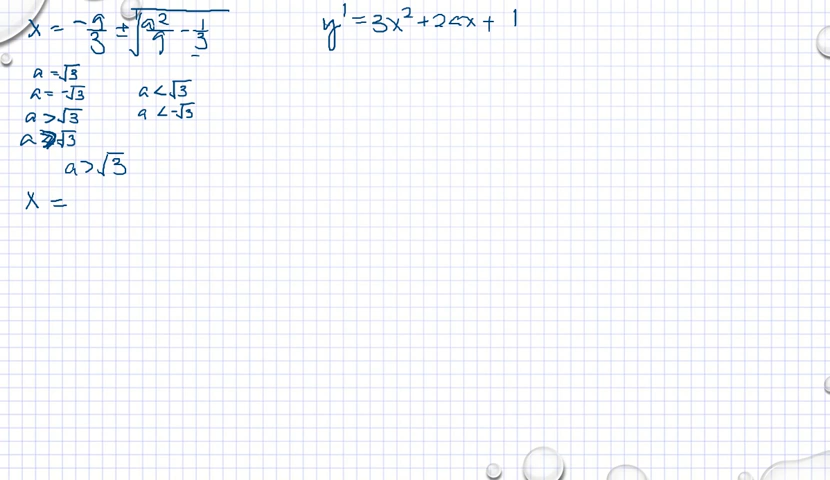 x = -a/3 ± √(a²/9 - 1/3)
y' = 3x² + 2ax + 1
a = √3
a = -√3
a < √3
a > √3
a < -√3
a > -√3
a > √3
x =